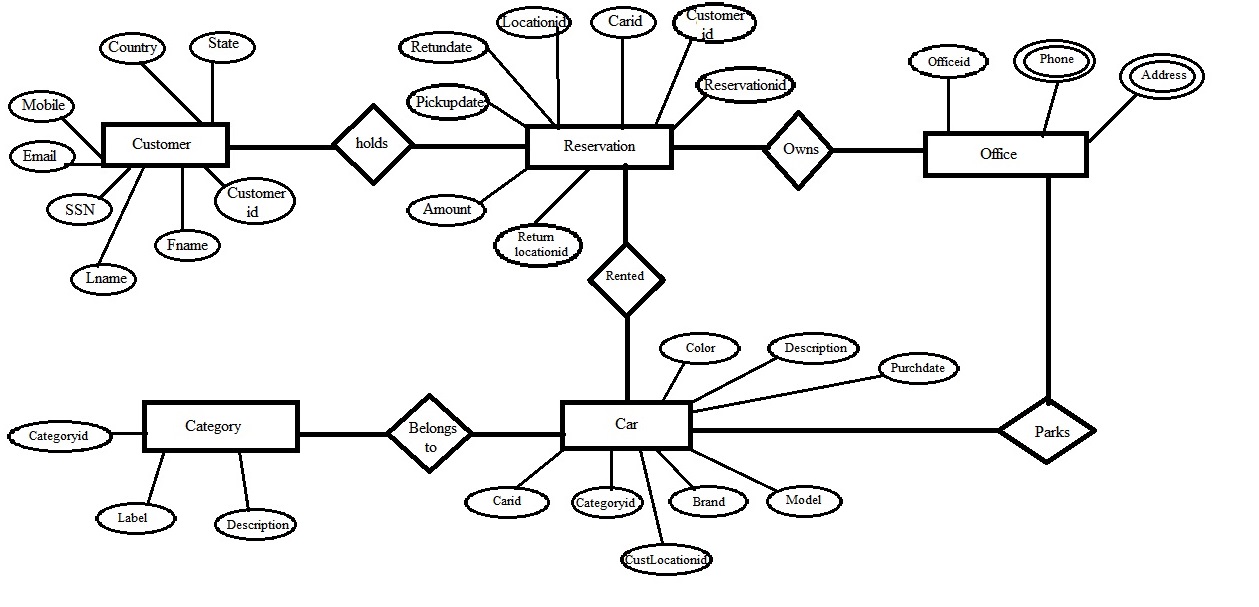 Locationid
Carid
Customer
id
Country
State
Retundate
Officeid
Phone
Address
Reservationid
Mobile
Pickupdate
Customer
holds
Reservation
Owns
Office
Email
SSN
Customer
id
Amount
Fname
Return
locationid
Lname
Rented
Color
Description
Purchdate
Categoryid
Category
Belongs
to
Car
Parks
Label
Description
Carid
Categoryid
Brand
Model
CustLocationid